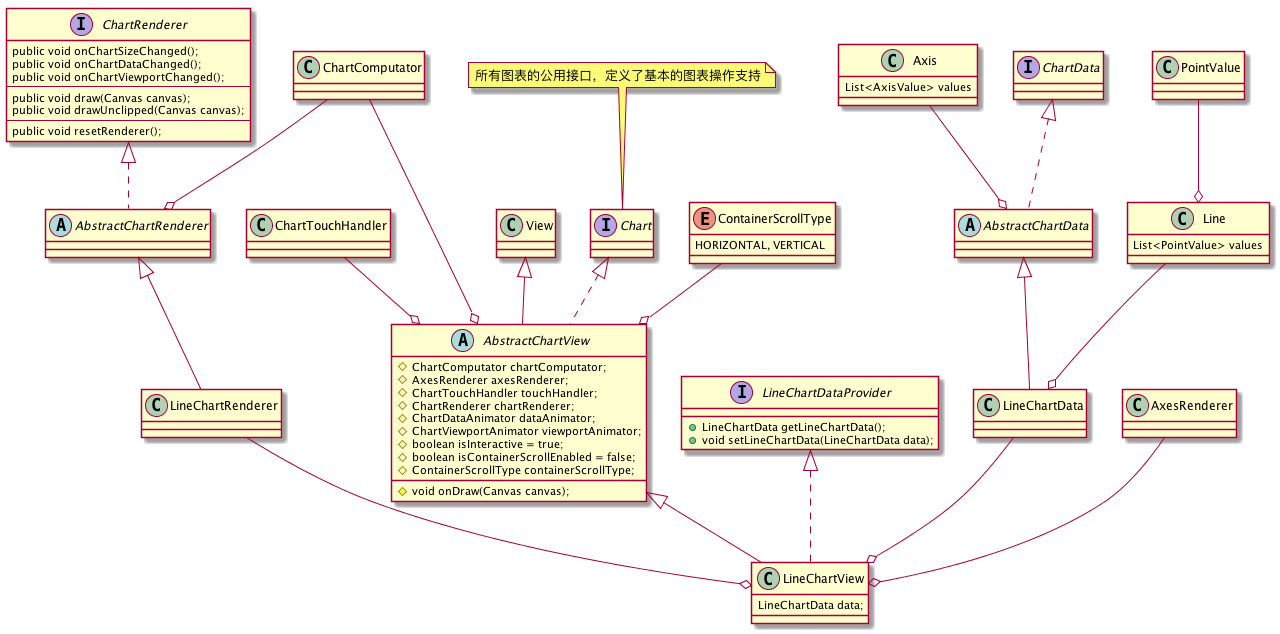 I ChartRenderer
public void onChartSizeChanged();
public void onChartDataChanged();
public void onChartViewportChanged();
public void draw(Canvas canvas);
public void drawUnclipped(Canvas canvas);
public void resetRenderer();
C ChartComputator
所有图表的公用接口，定义了基本的图表操作支持
C Axis
List<AxisValue> values
I ChartData
C PointValue
A AbstractChartRenderer
C ChartTouchHandler
C View
I Chart
E ContainerScrollType
HORIZONTAL, VERTICAL
A AbstractChartData
C Line
List<PointValue> values
A AbstractChartView
ChartComputator chartComputator;
AxesRenderer axesRenderer;
ChartTouchHandler touchHandler;
ChartRenderer chartRenderer;
ChartDataAnimator dataAnimator;
ChartViewportAnimator viewportAnimator;
boolean isInteractive = true;
boolean isContainerScrollEnabled = false;
ContainerScrollType containerScrollType;
void onDraw(Canvas canvas);
C LineChartRenderer
I LineChartDataProvider
LineChartData getLineChartData();
void setLineChartData(LineChartData data);
C LineChartData
C AxesRenderer
C LineChartView
LineChartData data;